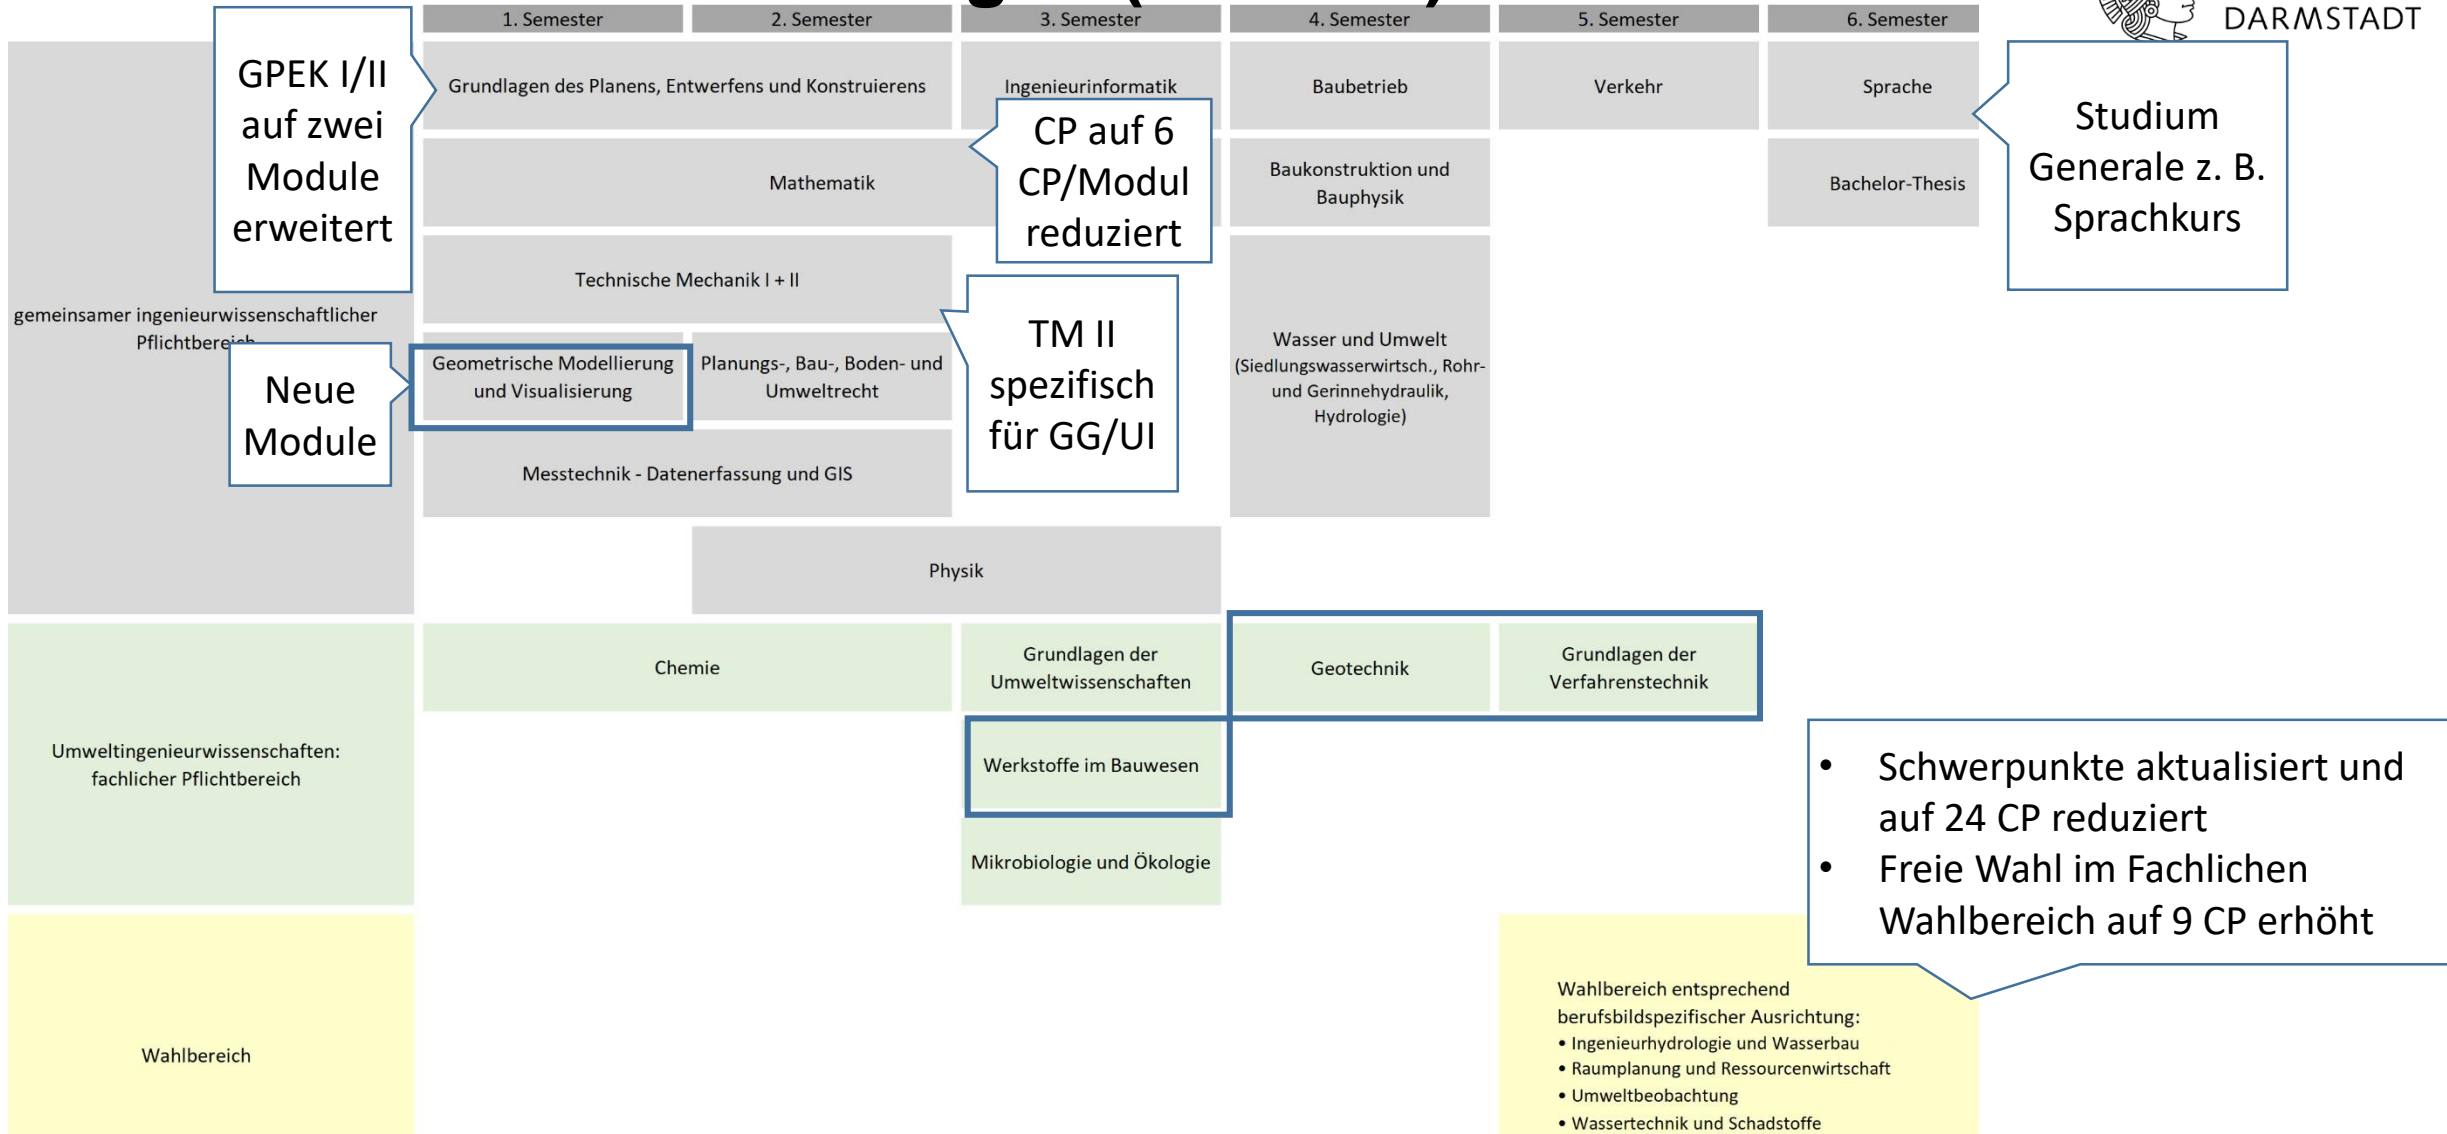 1. Semester
2. Semester
3. Semester
4. Semester
5. Semester
6. Semester
DARMSTADT
GPEK I/II
auf zwei
Module
erweitert
Grundlagen des Planens, Entwerfens und Konstruierens
Ingenieurinformatik
Baubetrieb
Verkehr
Sprache
Studium
Generale z. B.
Sprachkurs
CP auf 6
CP/Modul
reduziert
Mathematik
Baukonstruktion und
Bauphysik
Bachelor-Thesis
Technische Mechanik I + II
TM II
spezifisch
für GG/UI
gemeinsamer ingenieurwissenschaftlicher
Pflichtbereich
Neue
Module
Geometrische Modellierung
und Visualisierung
Planungs-, Bau-, Boden- und
Umweltrecht
Wasser und Umwelt
(Siedlungswasserwirtsch., Rohr-
und Gerinnehydraulik,
Hydrologie)
Messtechnik - Datenerfassung und GIS
Physik
Umweltingenieurwissenschaften:
fachlicher Pflichtbereich
Chemie
Grundlagen der
Umweltwissenschaften
Geotechnik
Grundlagen der
Verfahrenstechnik
Werkstoffe im Bauwesen
Mikrobiologie und Ökologie
• Schwerpunkte aktualisiert und
auf 24 CP reduziert
• Freie Wahl im Fachlichen
Wahlbereich auf 9 CP erhöht
Wahlbereich
Wahlbereich entsprechend
berufsbildspezifischer Ausrichtung:
• Ingenieurhydrologie und Wasserbau
• Raumplanung und Ressourcenwirtschaft
• Umweltbeobachtung
• Wassertechnik und Schadstoffe